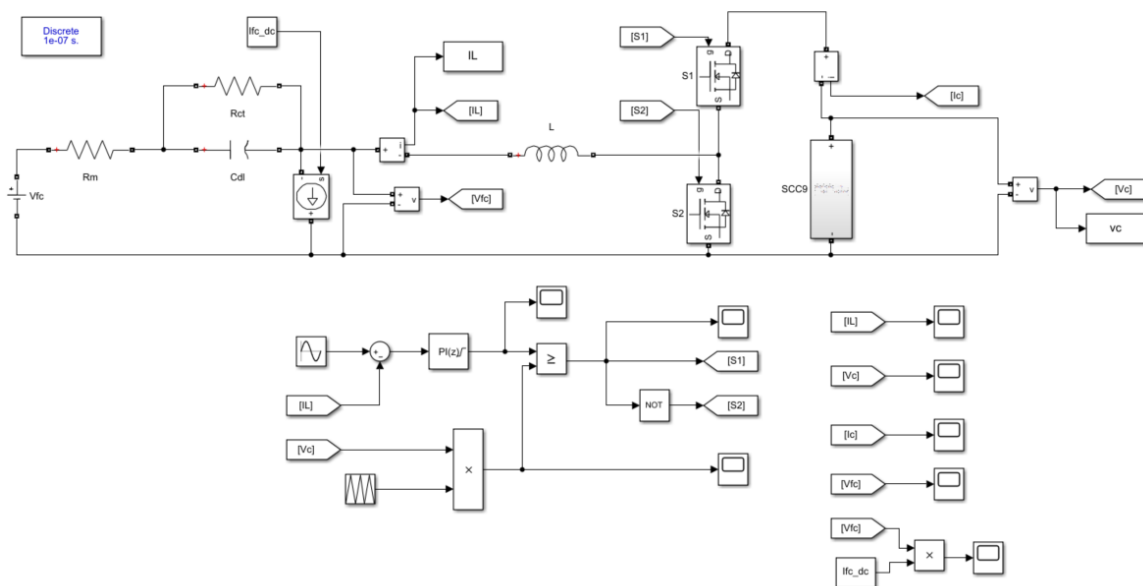 Discrete
1e-07 s.
Ifc_dc
IL
[IL]
[S1]
g
D
S1
S
[Ic]
Rct
[S2]
L
Rm
Cdl
Vfc
s
i
[Vfc]
v
g
D
S2
S
SCC9
v
[Vc]
vc
[IL]
PI(z)
≥
[S1]
[IL]
NOT
[S2]
[Vc]
[Vc]
×
[Ic]
[Vfc]
[Vfc]
Ifc_dc
×